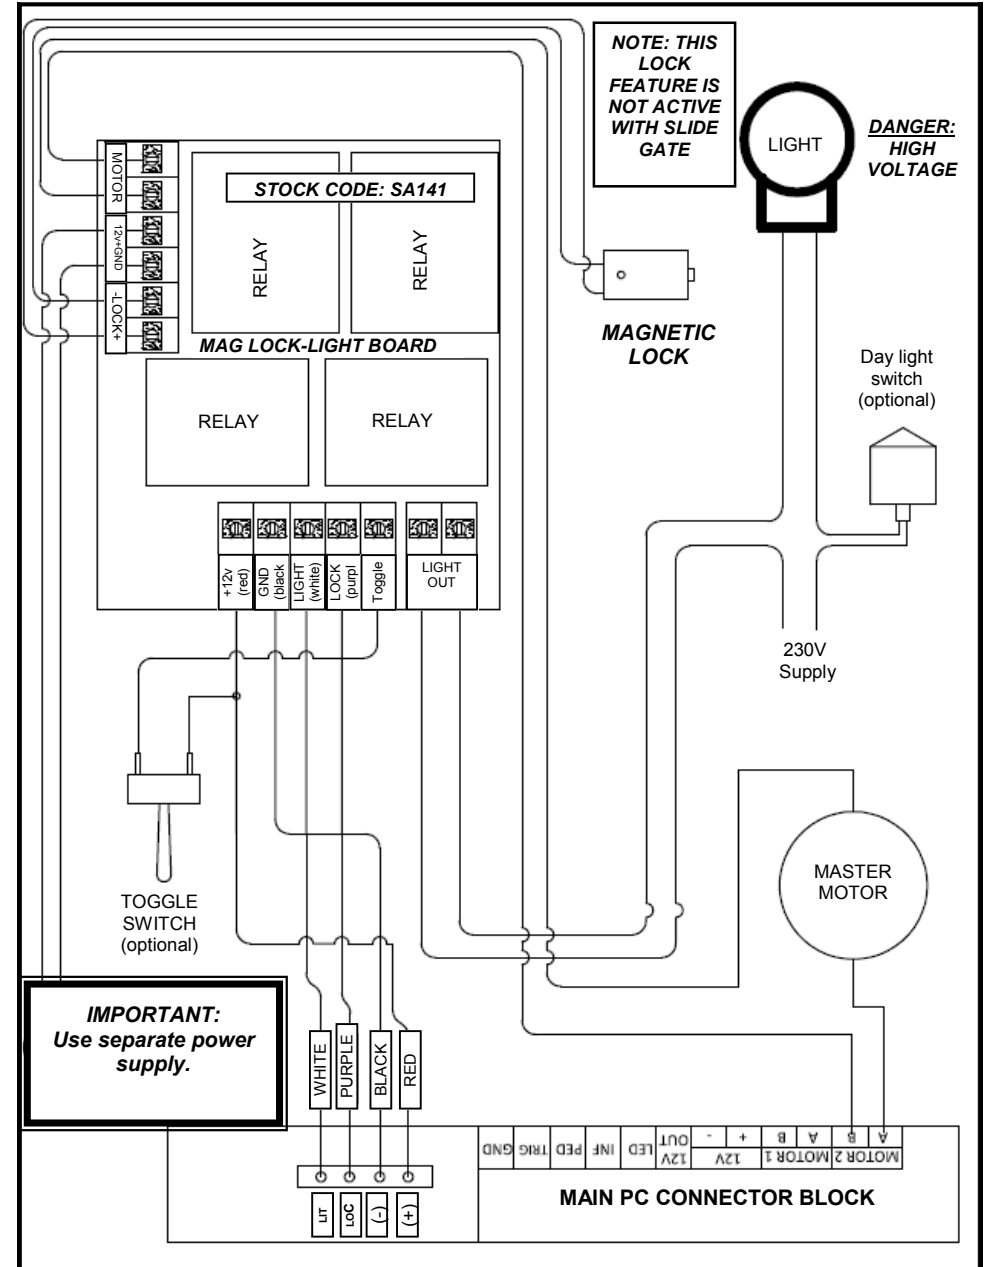 NOTE: THIS
LOCK
FEATURE IS
NOT ACTIVE
WITH SLIDE
GATE
LIGHT
DANGER:
HIGH
VOLTAGE
MOTOR
12v+GND
-LOCK+
STOCK CODE: SA141
RELAY
RELAY
MAG LOCK-LIGHT BOARD
RELAY
RELAY
MAGNETIC
LOCK
Day light
switch
(optional)
+12v
(red)
GND
(black
LIGHT
(white)
LOCK
(purpl
Toggle
LIGHT
OUT
230V
Supply
TOGGLE
SWITCH
(optional)
MASTER
MOTOR
IMPORTANT:
Use separate power
supply.
WHITE
PURPLE
BLACK
RED
GND
TRIG
PED
INF
LED
12V
OUT
- +
12V
B A
MOTOR 1
B A
MOTOR 2
MAIN PC CONNECTOR BLOCK
LIT
LoC
(-)
(+)